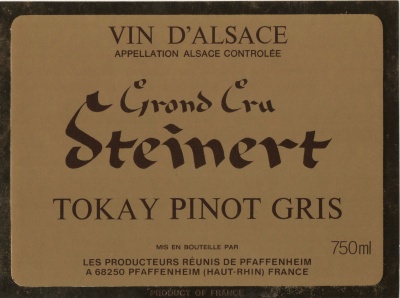 VIN D'ALSACE
APPELLATION ALSACE CONTROLÉE
Grand Cru
Steinert
TOKAY PINOT GRIS
MIS EN BOUTEILLE PAR
750ml
LES PRODUCTEURS RÉUNIS DE PFAFFENHEIM
A 68250 PFAFFENHEIM (HAUT-RHIN) FRANCE
PRODUCT OF FRANCE